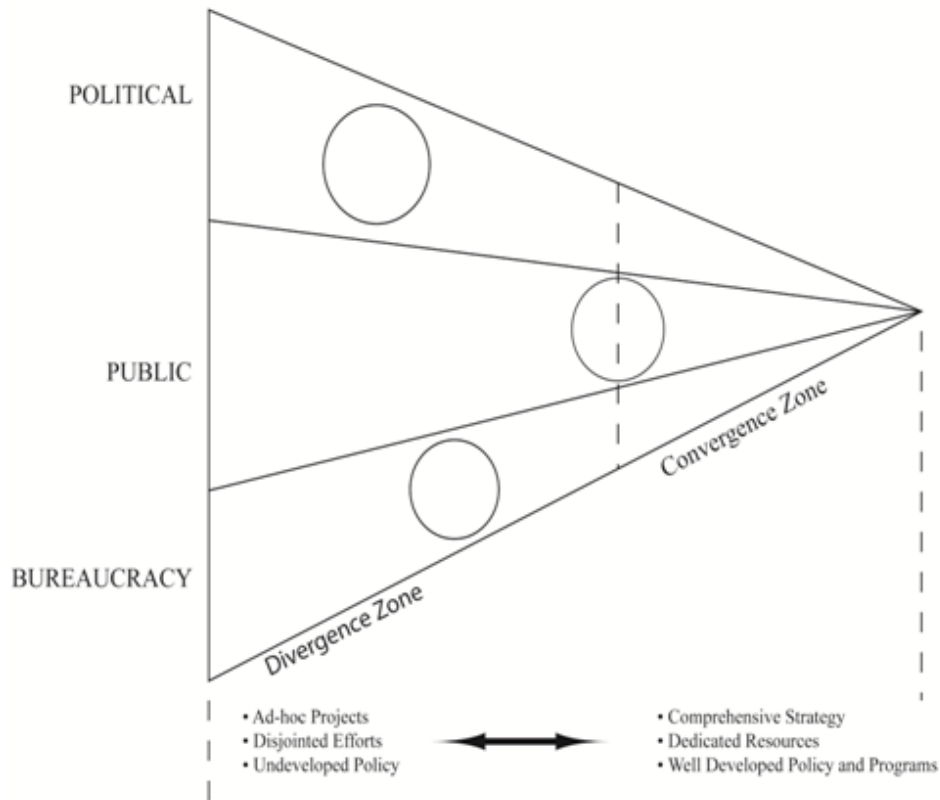 POLITICAL
PUBLIC
Convergence Zone
BUREAUCRACY
Divergence Zone
• Ad-hoc Projects
• Disjointed Efforts
• Undeveloped Policy
• Comprehensive Strategy
• Dedicated Resources
• Well Developed Policy and Programs